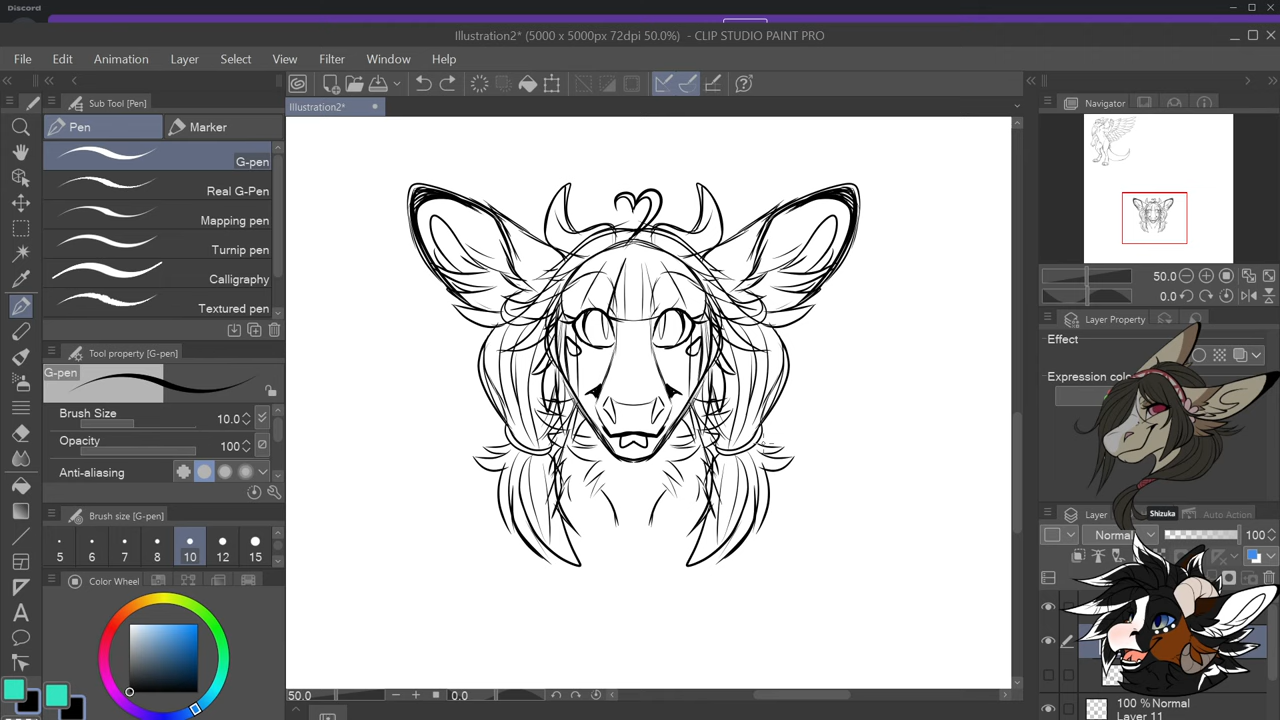 Discord
Illustration2* (5000 x 5000px 72dpi 50.0%) - CLIP STUDIO PAINT PRO
File Edit Animation Layer Select View Filter Window Help
Sub Tool [Pen]
Illustration2*
Navigator
Pen
Marker
G-pen
Real G-Pen
Mapping pen
Turnip pen
Calligraphy
Textured pen
50.0
0.0
Layer Property
Effect
Tool property [G-pen]
G-pen
Expression colo
Brush Size 10.0
Opacity 100
Anti-aliasing
Brush size [G-pen]
5 6 7 8 10 12 15
Color Wheel
Layer
Shizuka
Auto Action
Normal 100
100 % Normal
Layer 11
50.0 0.0